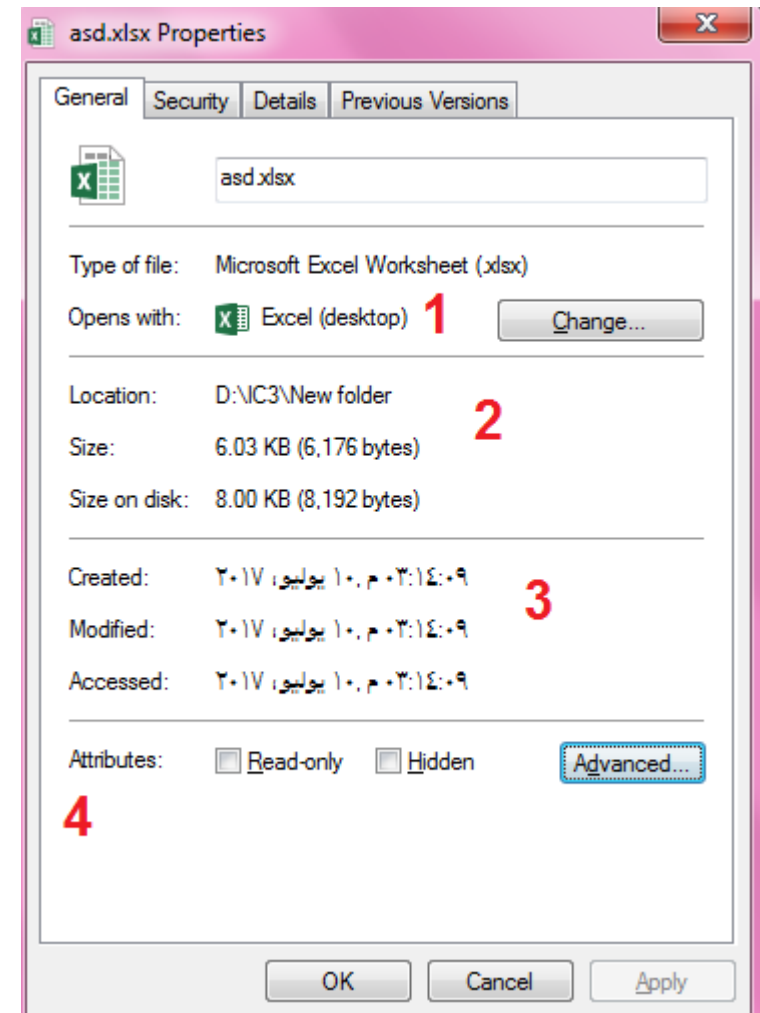 asd.xlsx Properties
General Security Details Previous Versions
asd.xlsx
Type of file: Microsoft Excel Worksheet (.xlsx)
Opens with: Excel (desktop) 1 Change...
Location: D:\IC3\New folder 2
Size: 6.03 KB (6,176 bytes)
Size on disk: 8.00 KB (8,192 bytes)
Created: ٠٣:١٤:٠٩ م ,١٠ يوليو، ٢٠١٧
3
Modified: ٠٣:١٤:٠٩ م ,١٠ يوليو، ٢٠١٧
Accessed: ٠٣:١٤:٠٩ م ,١٠ يوليو، ٢٠١٧
Attributes: Read-only Hidden Advanced...
4
OK Cancel Apply